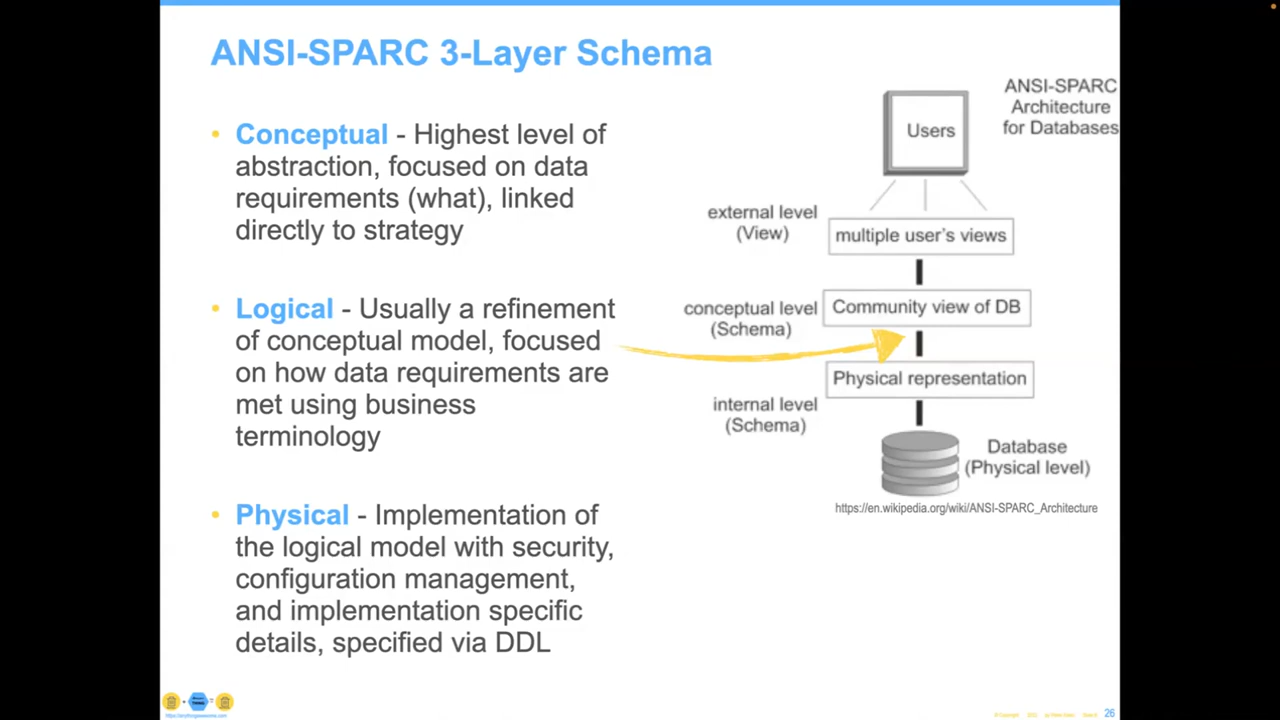 ANSI-SPARC 3-Layer Schema
• Conceptual - Highest level of
abstraction, focused on data
requirements (what), linked
directly to strategy
• Logical - Usually a refinement
of conceptual model, focused
on how data requirements are
met using business
terminology
• Physical - Implementation of
the logical model with security,
configuration management,
and implementation specific
details, specified via DDL
ANSI-SPARC
Architecture
for Databases
Users
external level
(View)
multiple user's views
conceptual level
(Schema)
Community view of DB
Physical representation
internal level
(Schema)
Database
(Physical level)
https://en.wikipedia.org/wiki/ANSI-SPARC_Architecture
26